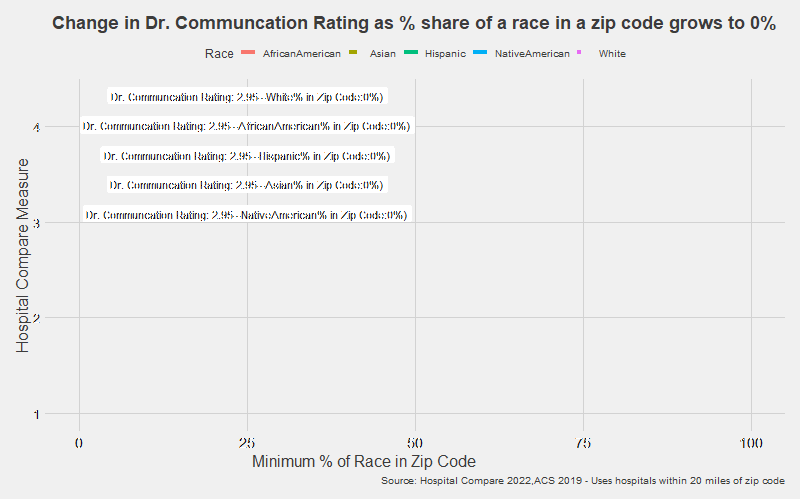 Change in Dr. Communcation Rating as % share of a race in a zip code grows to 0%
Race AfricanAmerican Asian Hispanic NativeAmerican White
Dr. Communcation Rating: 2.95--White% in Zip Code:0%)
Dr. Communcation Rating: 2.95--AfricanAmerican% in Zip Code:0%)
Dr. Communcation Rating: 2.95--Hispanic% in Zip Code:0%)
Dr. Communcation Rating: 2.95--Asian% in Zip Code:0%)
Dr. Communcation Rating: 2.95--NativeAmerican% in Zip Code:0%)
Hospital Compare Measure
4
3
2
1
0 25 50 75 100
Minimum % of Race in Zip Code
Source: Hospital Compare 2022,ACS 2019 - Uses hospitals within 20 miles of zip code